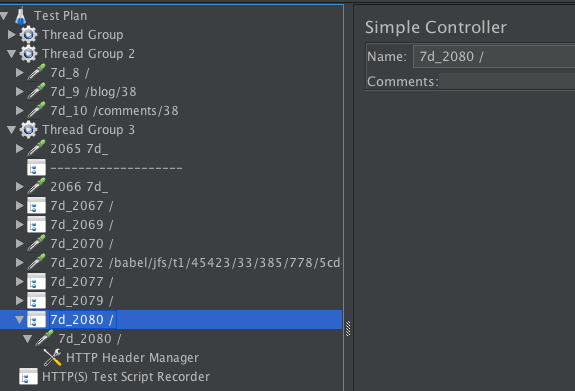 Test Plan
Thread Group
Thread Group 2
7d_8 /
7d_9 /blog/38
7d_10 /comments/38
Thread Group 3
2065 7d_
-------------------
2066 7d_
7d_2067 /
7d_2069 /
7d_2070 /
7d_2072 /babel/jfs/t1/45423/33/385/778/5cd
7d_2077 /
7d_2079 /
7d_2080 /
7d_2080 /
HTTP Header Manager
HTTP(S) Test Script Recorder
Simple Controller
Name: 7d_2080 /
Comments: